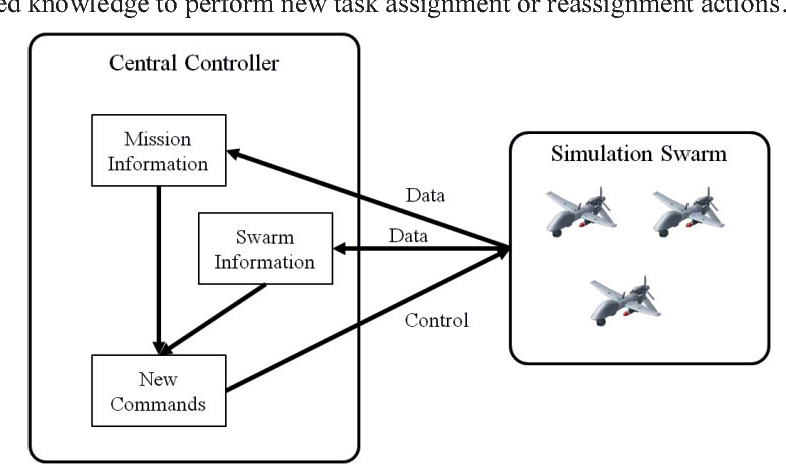 ed knowledge to perform new task assignment or reassignment actions.
Central Controller
Mission
Information
Simulation Swarm
Data
Swarm
Information
Data
Control
New
Commands